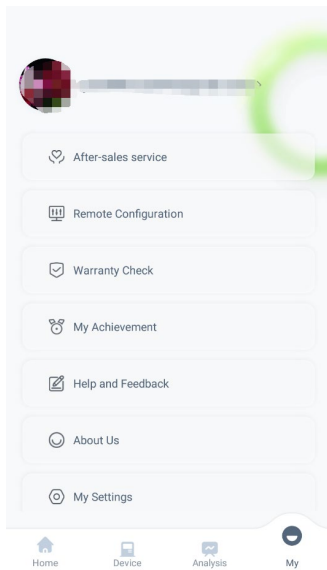 After-sales service
Remote Configuration
Warranty Check
My Achievement
Help and Feedback
About Us
My Settings
Home
Device
Analysis
My